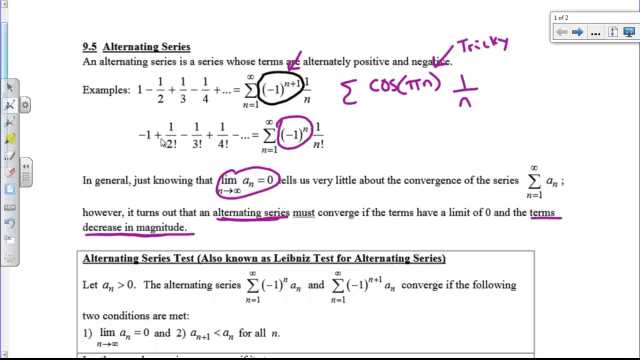 1 of 2
Tricky
9.5 Alternating Series
An alternating series is a series whose terms are alternately positive and negative.
Examples: 1 - 1/2 + 1/3 - 1/4 + ... = ∑_{n=1}^{∞} (-1)^{n+1} 1/n
∑ cos(πn) 1/n
-1 + 1/2! - 1/3! + 1/4! - ... = ∑_{n=1}^{∞} (-1)^n 1/n!
In general, just knowing that lim_{n→∞} a_n = 0 tells us very little about the convergence of the series ∑_{n=1}^{∞} a_n ;
however, it turns out that an alternating series must converge if the terms have a limit of 0 and the terms
decrease in magnitude.
Alternating Series Test (Also known as Leibniz Test for Alternating Series)
Let a_n > 0. The alternating series ∑_{n=1}^{∞} (-1)^n a_n and ∑_{n=1}^{∞} (-1)^{n+1} a_n converge if the following
two conditions are met:
1) lim_{n→∞} a_n = 0 and 2) a_{n+1} < a_n for all n.